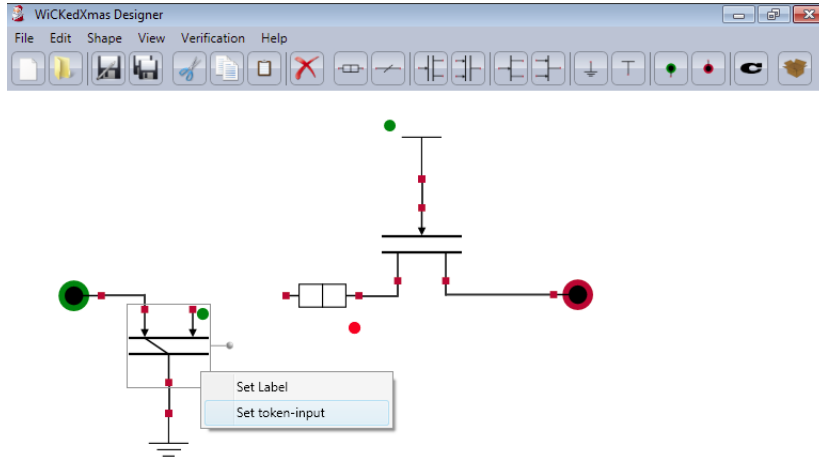 WiCKedXmas Designer
File Edit Shape View Verification Help
Set Label
Set token-input